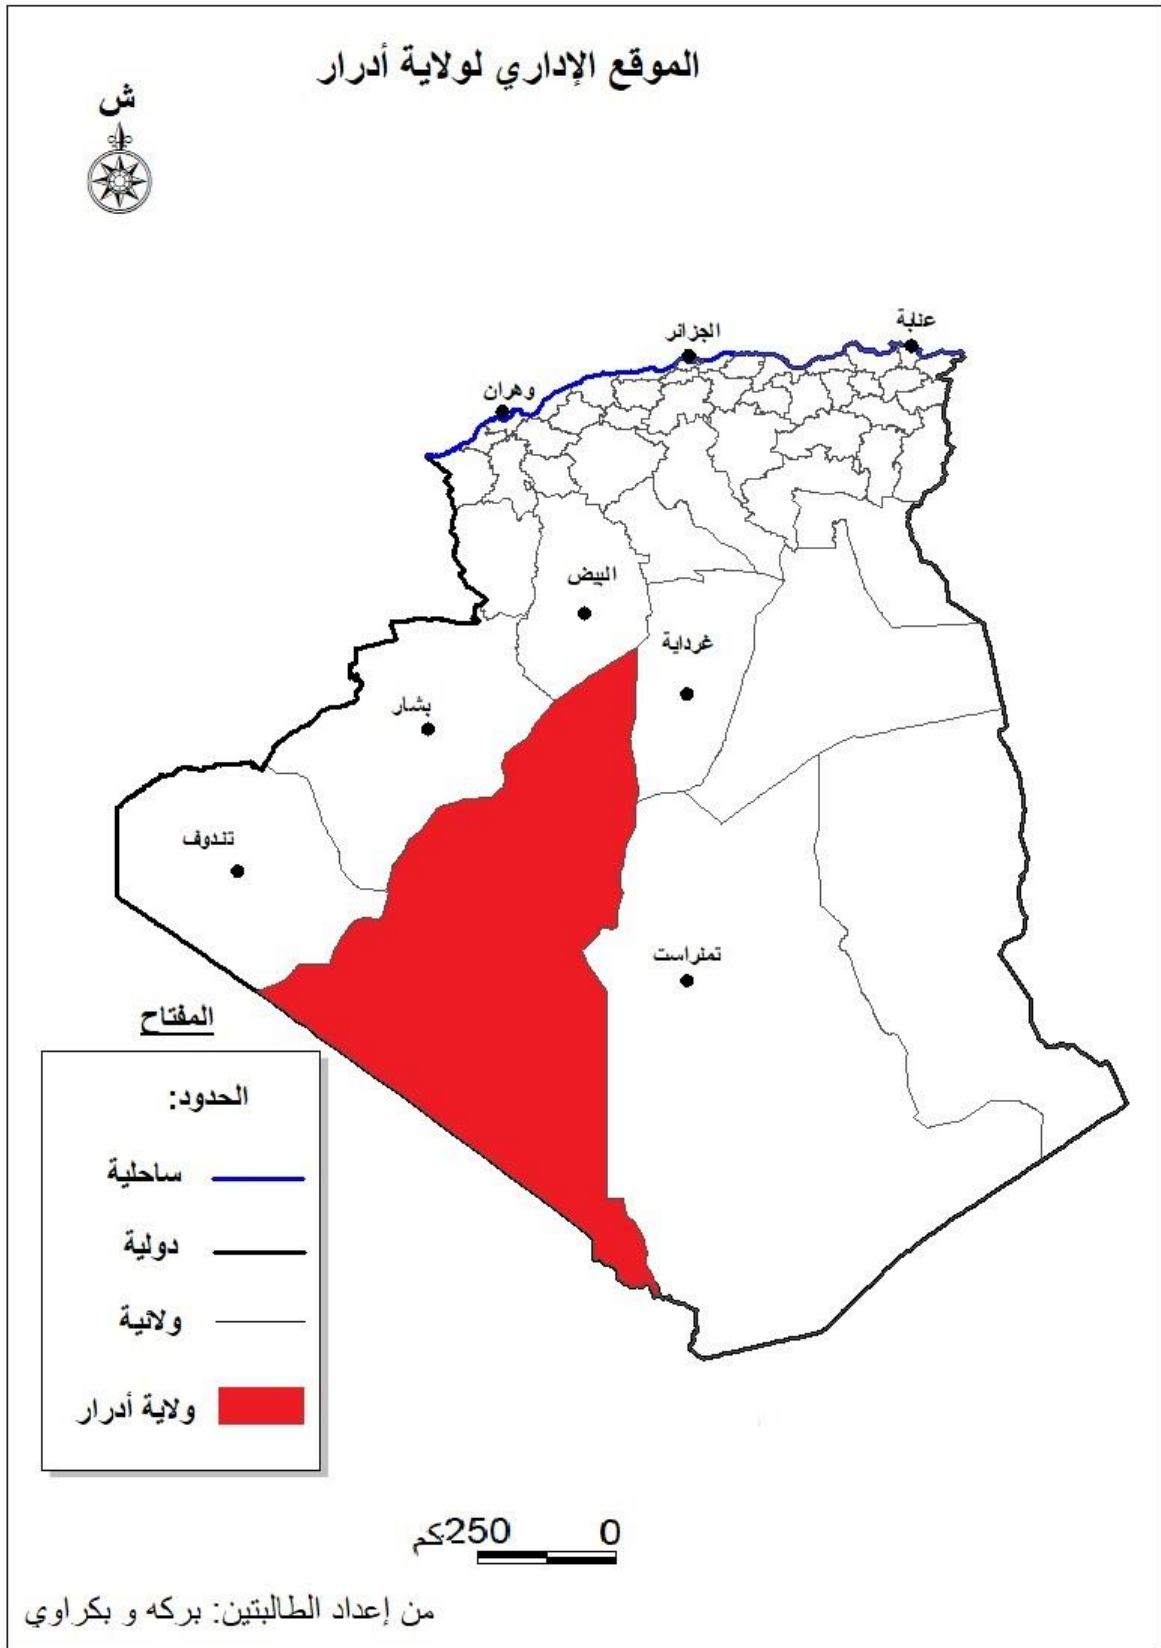 الموقع الإداري لولاية أدرار
ش
عنابة
الجزائر
وهران
البيض
غرداية
بشار
تندوف
تمنراست
المفتاح
الحدود:
ساحلية
دولية
ولائية
ولاية أدرار
250كم 0
من إعداد الطالبتين: بركه و بكراوي